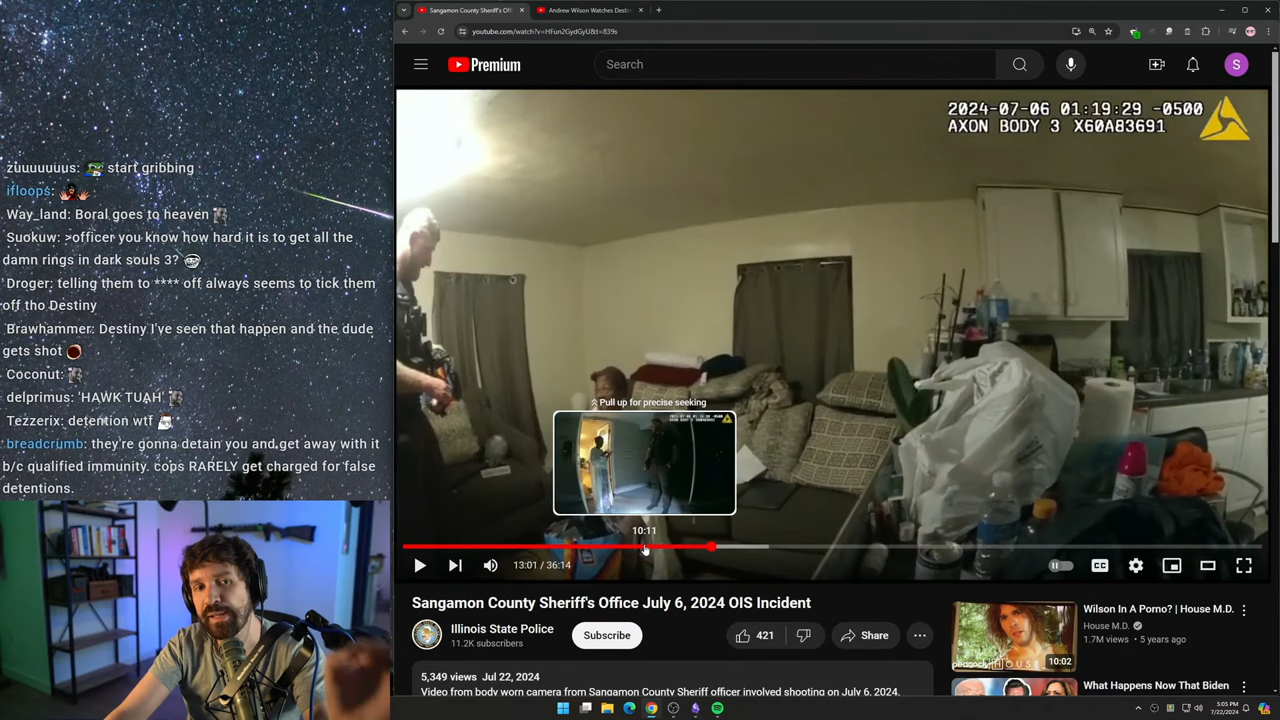 Sangamon County Sheriff's Offi
Andrew Wilson Watches Desti
youtube.com/watch?v=HFun2GydGyU&t=839s
Premium
Search
S
2024-07-06 01:19:29 -0500
AXON BODY 3 X60A83691
zuuuuuuus: start gribbing
ifloops:
Way_land: Boral goes to heaven
Suokuw: >officer you know how hard it is to get all the
damn rings in dark souls 3?
Droger: telling them to **** off always seems to tick them
off tho Destiny
Brawhammer: Destiny I've seen that happen and the dude
gets shot
Coconut:
delprimus: 'HAWK TUAH
Tezzerix: detention wtf
breadcrumb: they're gonna detain you and get away with it
b/c qualified immunity. cops RARELY get charged for false
detentions.
Pull up for precise seeking
10:11
13:01 / 36:14
CC
Sangamon County Sheriff's Office July 6, 2024 OIS Incident
Illinois State Police
11.2K subscribers
Subscribe
421
Share
5,349 views Jul 22, 2024
Video from body worn camera from Sangamon County Sheriff officer involved shooting on July 6, 2024.
Wilson In A Porno? | House M.D.
House M.D.
1.7M views • 5 years ago
peacock HOUSE
10:02
What Happens Now That Biden
5:05 PM
7/22/2024